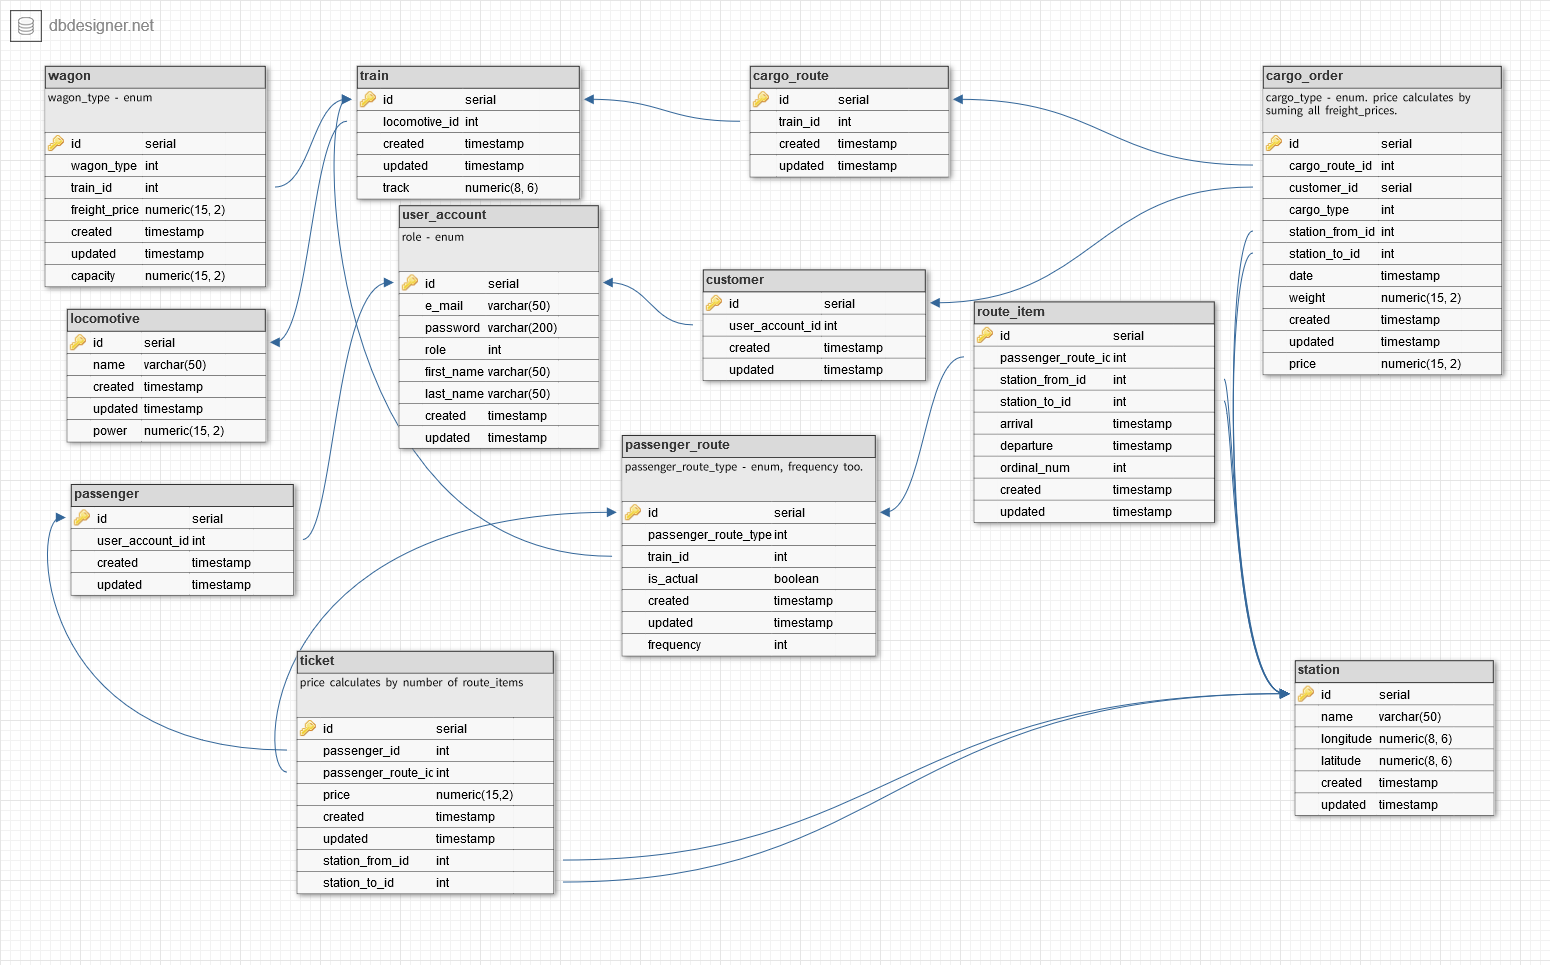 dbdesigner.net
wagon
wagon_type - enum
id serial
wagon_type int
train_id int
freight_price numeric(15, 2)
created timestamp
updated timestamp
capacity numeric(15, 2)
train
id serial
locomotive_id int
created timestamp
updated timestamp
track numeric(8, 6)
cargo_route
id serial
train_id int
created timestamp
updated timestamp
cargo_order
cargo_type - enum. price calculates by
suming all freight_prices.
id serial
cargo_route_id int
customer_id serial
cargo_type int
station_from_id int
station_to_id int
date timestamp
weight numeric(15, 2)
created timestamp
updated timestamp
price numeric(15, 2)
user_account
role - enum
id serial
e_mail varchar(50)
password varchar(200)
role int
first_name varchar(50)
last_name varchar(50)
created timestamp
updated timestamp
customer
id serial
user_account_id int
created timestamp
updated timestamp
route_item
id serial
passenger_route_ic int
station_from_id int
station_to_id int
arrival timestamp
departure timestamp
ordinal_num int
created timestamp
updated timestamp
locomotive
id serial
name varchar(50)
created timestamp
updated timestamp
power numeric(15, 2)
passenger_route
passenger_route_type - enum, frequency too.
id serial
passenger_route_type int
train_id int
is_actual boolean
created timestamp
updated timestamp
frequency int
passenger
id serial
user_account_id int
created timestamp
updated timestamp
ticket
price calculates by number of route_items
id serial
passenger_id int
passenger_route_ic int
price numeric(15,2)
created timestamp
updated timestamp
station_from_id int
station_to_id int
station
id serial
name varchar(50)
longitude numeric(8, 6)
latitude numeric(8, 6)
created timestamp
updated timestamp